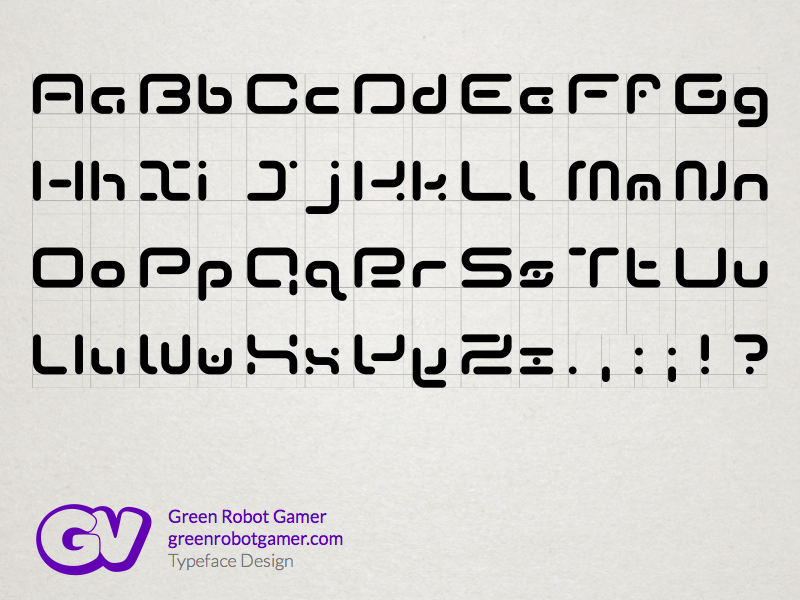 Aa Bb Cc Dd Ee Ff Gg
Hh Ii Jj Kk Ll Mm Nn
Oo Pp Qq Rr Ss Tt Uu
Vv Ww Xx Yy Zz . , : ; ! ?
GV
Green Robot Gamer
greenrobotgamer.com
Typeface Design